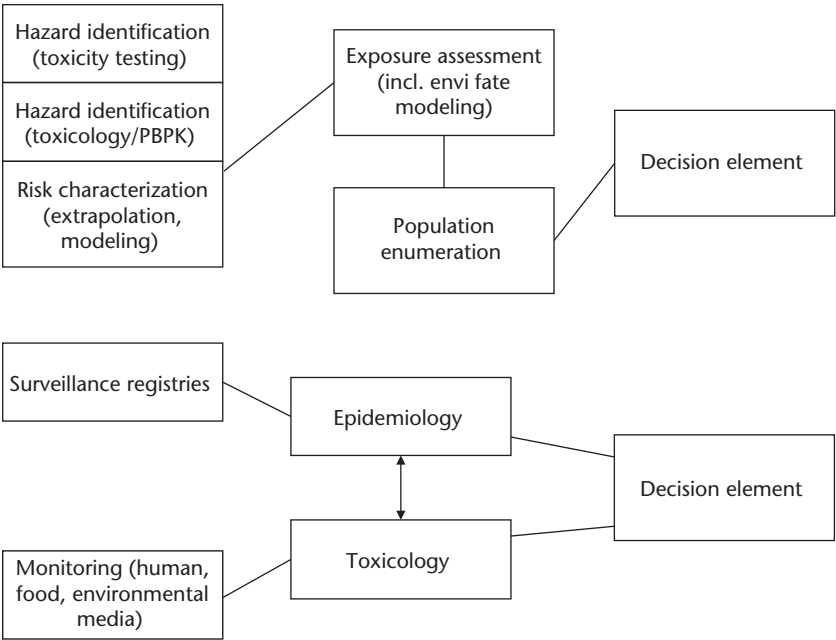 Hazard identification
(toxicity testing)
Hazard identification
(toxicology/PBPK)
Risk characterization
(extrapolation,
modeling)
Exposure assessment
(incl. envi fate
modeling)
Population
enumeration
Decision element
Surveillance registries
Epidemiology
Toxicology
Monitoring (human,
food, environmental
media)
Decision element